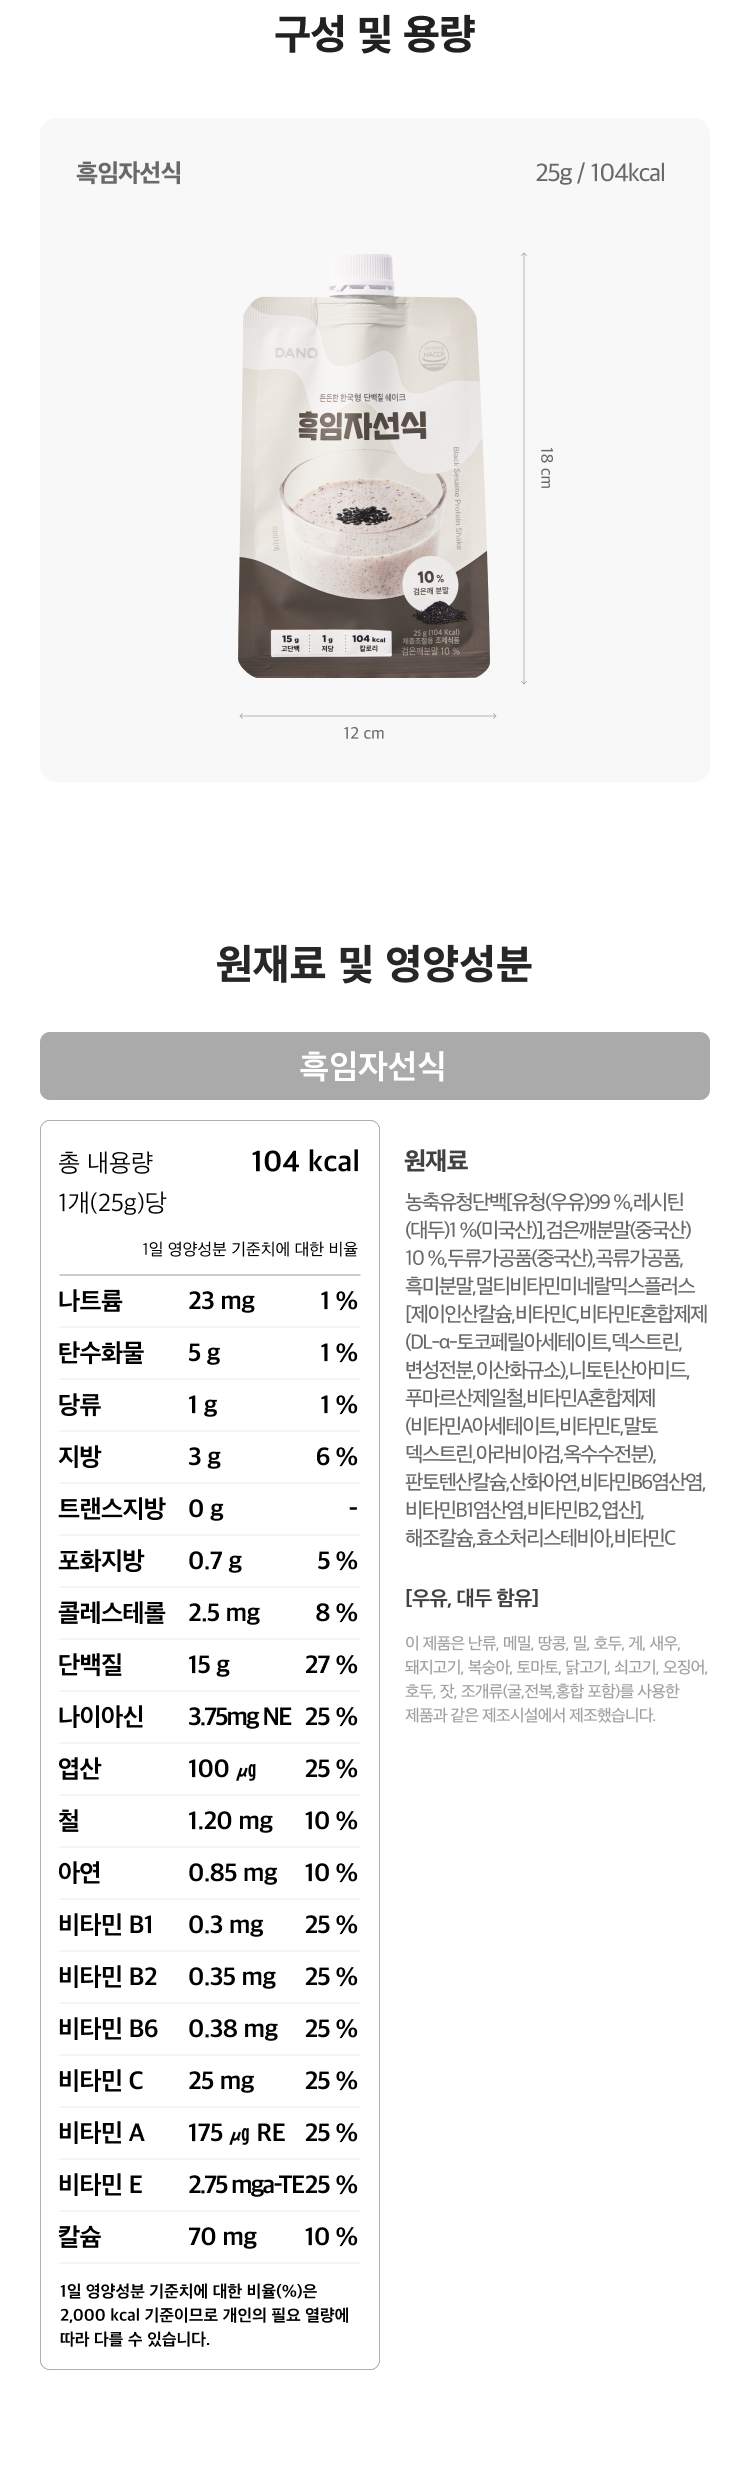 구성 및 용량
흑임자선식
25g / 104kcal
DANO
HACCP
든든한 한국형 단백질 쉐이크
흑임자선식
Black Sesame Protein Shake
10 %
검은깨 분말
15 g 1 g 104 kcal
고단백 저당 칼로리
25 g (104 Kcal)
체중조절용 조제식품
검은깨분말 10 %
18 cm
12 cm
원재료 및 영양성분
흑임자선식
총 내용량 104 kcal
1개(25g)당
1일 영양성분 기준치에 대한 비율
나트륨 23 mg 1 %
탄수화물 5 g 1 %
당류 1 g 1 %
지방 3 g 6 %
트랜스지방 0 g -
포화지방 0.7 g 5 %
콜레스테롤 2.5 mg 8 %
단백질 15 g 27 %
나이아신 3.75mg NE 25 %
엽산 100 ㎍ 25 %
철 1.20 mg 10 %
아연 0.85 mg 10 %
비타민 B1 0.3 mg 25 %
비타민 B2 0.35 mg 25 %
비타민 B6 0.38 mg 25 %
비타민 C 25 mg 25 %
비타민 A 175 ㎍ RE 25 %
비타민 E 2.75 mga-TE 25 %
칼슘 70 mg 10 %
1일 영양성분 기준치에 대한 비율(%)은
2,000 kcal 기준이므로 개인의 필요 열량에
따라 다를 수 있습니다.
원재료
농축유청단백[유청(우유)99 %,레시틴
(대두)1 %(미국산)],검은깨분말(중국산)
10 %,두류가공품(중국산),곡류가공품,
흑미분말,멀티비타민미네랄믹스플러스
[제이인산칼슘,비타민C,비타민E혼합제제
(DL-α-토코페릴아세테이트,덱스트린,
변성전분,이산화규소),니토틴산아미드,
푸마르산제일철,비타민A혼합제제
(비타민A아세테이트,비타민E,말토
덱스트린,아라비아검,옥수수전분),
판토텐산칼슘,산화아연,비타민B6염산염,
비타민B1염산염,비타민B2,엽산],
해조칼슘,효소처리스테비아,비타민C
[우유, 대두 함유]
이 제품은 난류, 메밀, 땅콩, 밀, 호두, 게, 새우,
돼지고기, 복숭아, 토마토, 닭고기, 쇠고기, 오징어,
호두, 잣, 조개류(굴,전복,홍합 포함)를 사용한
제품과 같은 제조시설에서 제조했습니다.